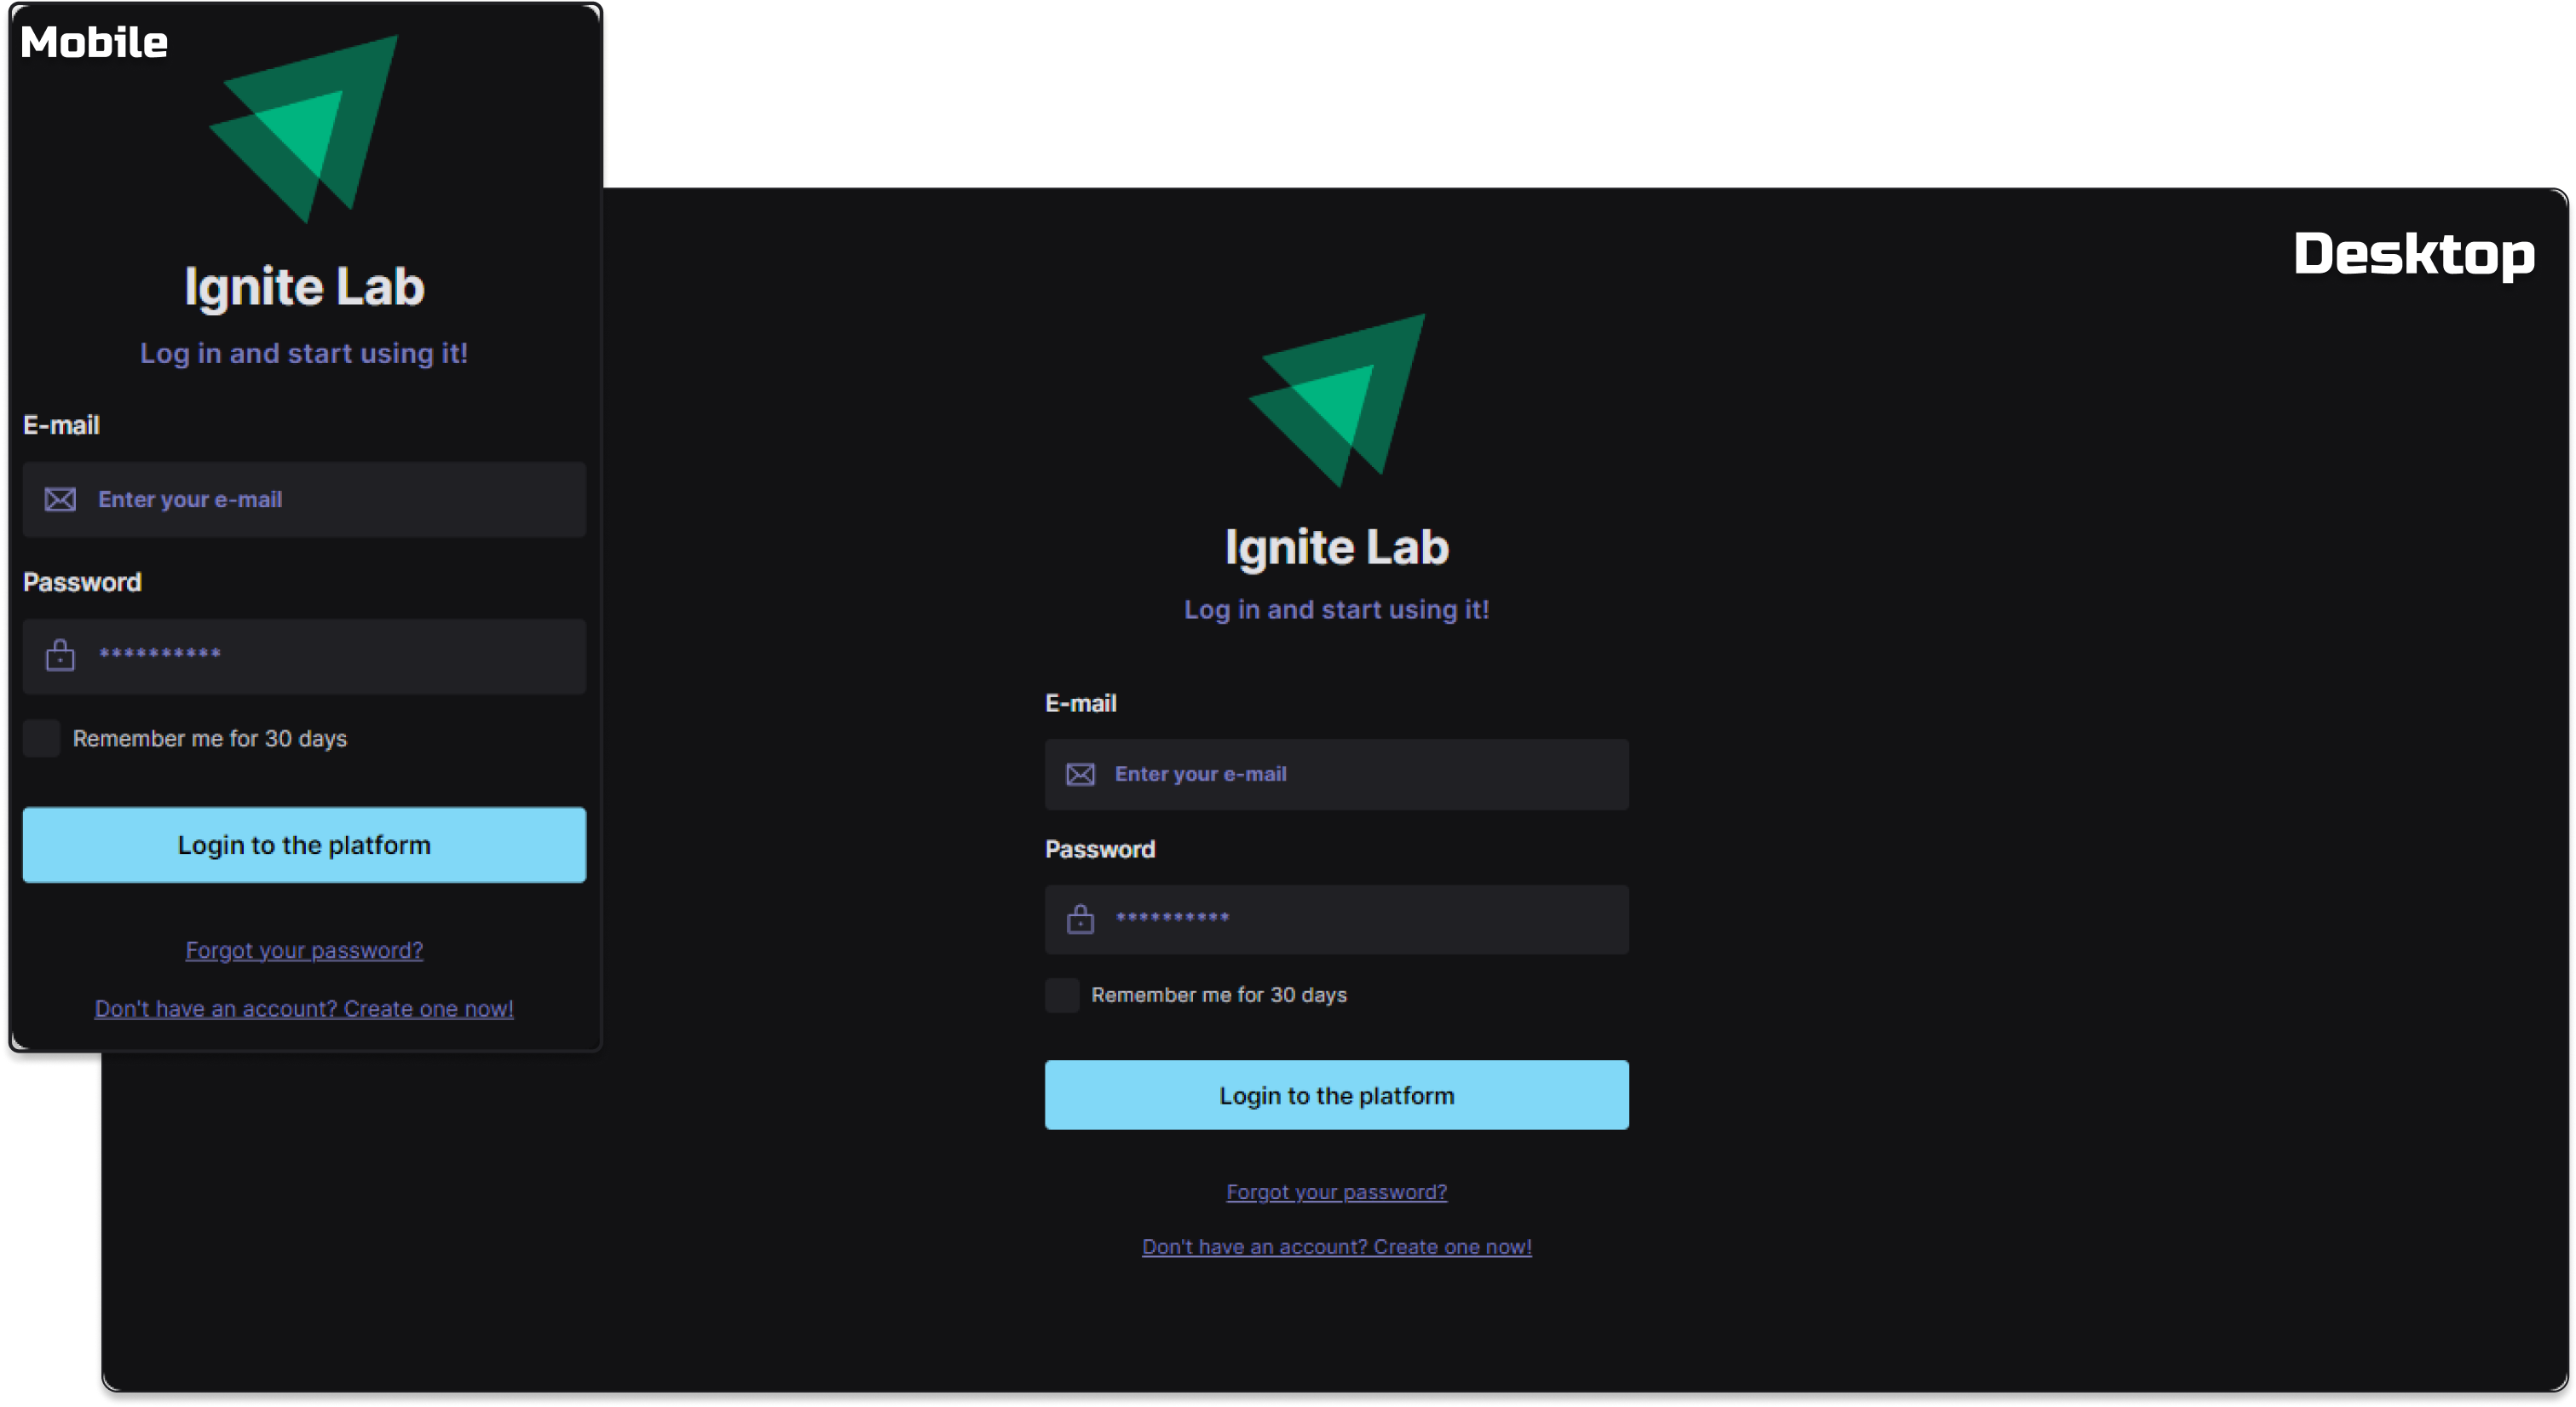 Mobile
Ignite Lab
Log in and start using it!
E-mail
Enter your e-mail
Password
**********
Remember me for 30 days
Login to the platform
Forgot your password?
Don't have an account? Create one now!
Desktop
Ignite Lab
Log in and start using it!
E-mail
Enter your e-mail
Password
**********
Remember me for 30 days
Login to the platform
Forgot your password?
Don't have an account? Create one now!